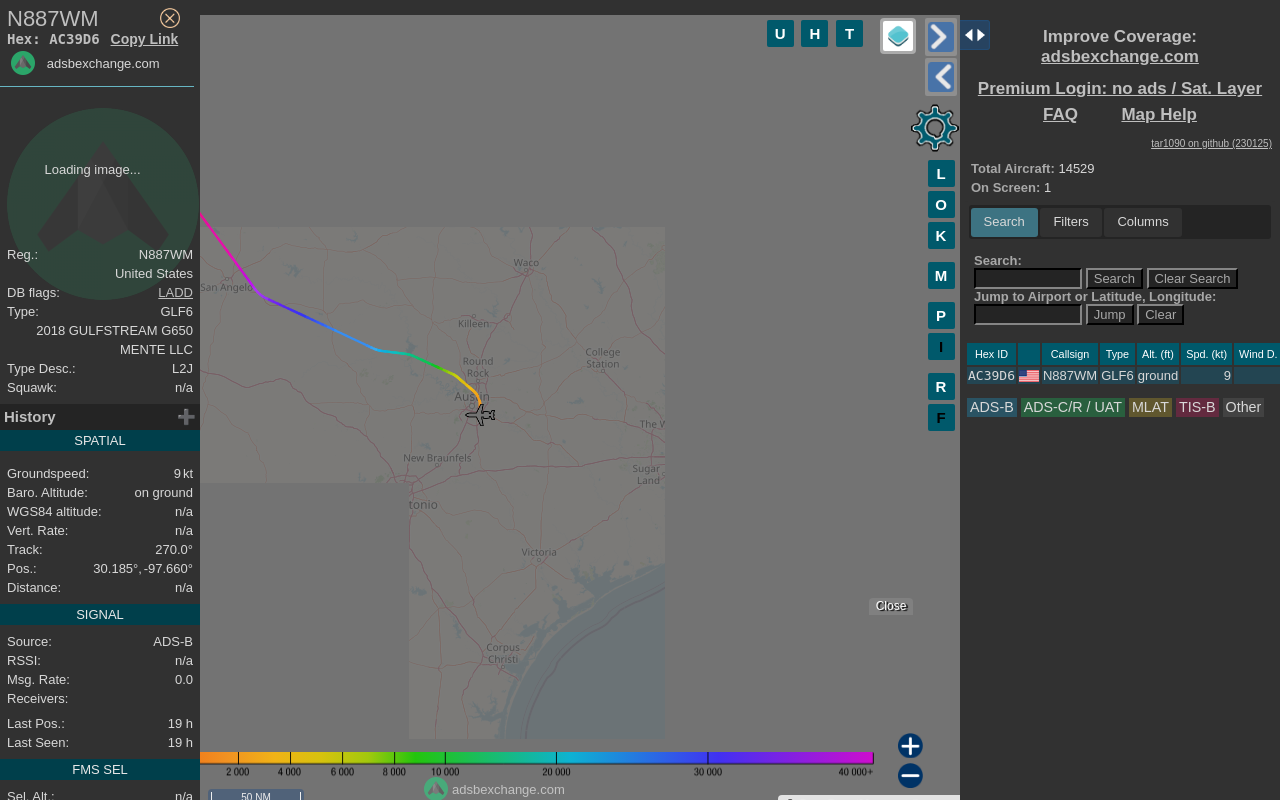 N887WM
Hex: AC39D6 Copy Link
adsbexchange.com
Loading image...
Reg.: N887WM
United States
DB flags: LADD
Type: GLF6
2018 GULFSTREAM G650
MENTE LLC
Type Desc.: L2J
Squawk: n/a
History
SPATIAL
Groundspeed: 9 kt
Baro. Altitude: on ground
WGS84 altitude: n/a
Vert. Rate: n/a
Track: 270.0°
Pos.: 30.185°, -97.660°
Distance: n/a
SIGNAL
Source: ADS-B
RSSI: n/a
Msg. Rate: 0.0
Receivers:
Last Pos.: 19 h
Last Seen: 19 h
FMS SEL
Sel. Alt.: n/a
U H T
L
O
K
M
P
I
R
F
Waco
San Angelo
Killeen
Round
Rock
College
Station
Austin
The W
New Braunfels
Sugar
Land
tonio
Victoria
Corpus
Christi
Close
2 000 4 000 6 000 8 000 10 000 20 000 30 000 40 000+
adsbexchange.com
50 NM
Improve Coverage:
adsbexchange.com
Premium Login: no ads / Sat. Layer
FAQ Map Help
tar1090 on github (230125)
Total Aircraft: 14529
On Screen: 1
Search Filters Columns
Search:
Search Clear Search
Jump to Airport or Latitude, Longitude:
Jump Clear
Hex ID Callsign Type Alt. (ft) Spd. (kt) Wind D.
AC39D6 N887WM GLF6 ground 9
ADS-B ADS-C/R / UAT MLAT TIS-B Other